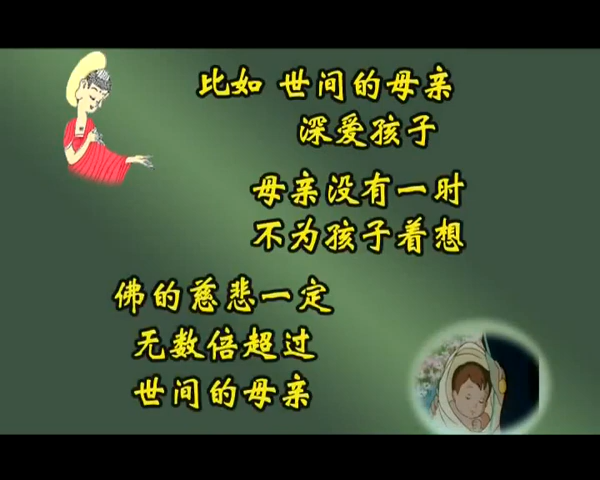 比如 世间的母亲
深爱孩子
母亲没有一时
不为孩子着想
佛的慈悲一定
无数倍超过
世间的母亲